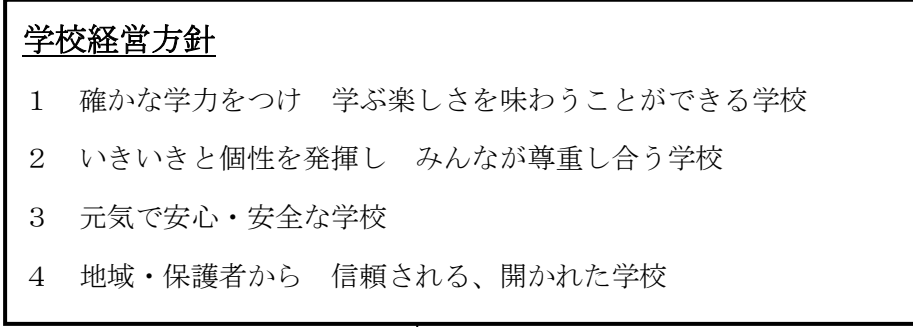 学校経営方針
１　確かな学力をつけ　学ぶ楽しさを味わうことができる学校
２　いきいきと個性を発揮し　みんなが尊重し合う学校
３　元気で安心・安全な学校
４　地域・保護者から　信頼される、開かれた学校